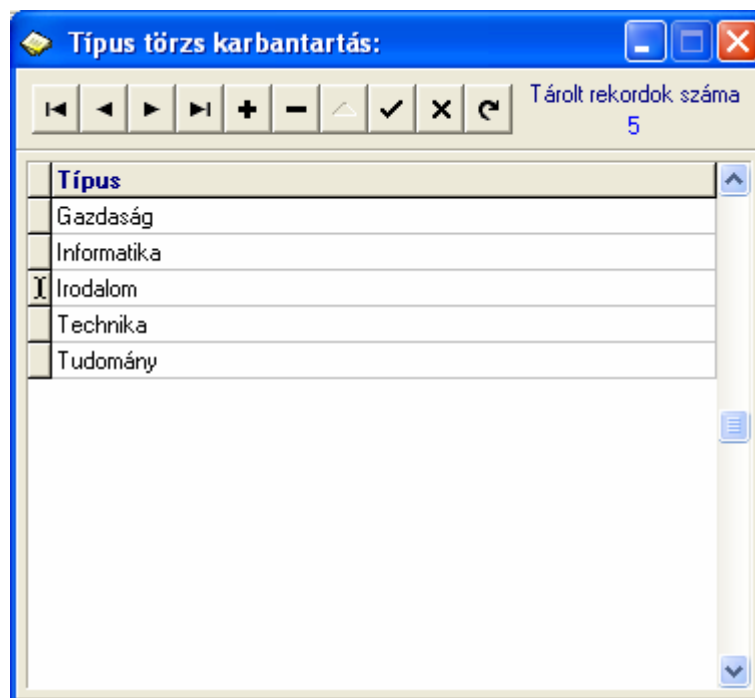 Típus törzs karbantartás:
Tárolt rekordok száma
5
Típus
Gazdaság
Informatika
Irodalom
Technika
Tudomány